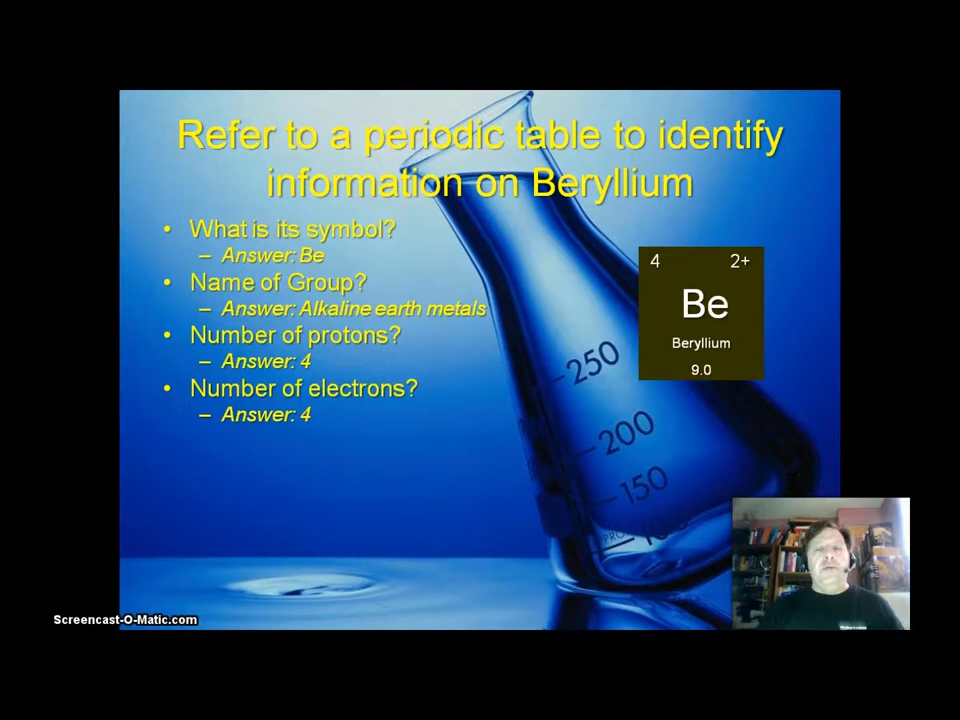 Refer to a periodic table to identify
information on Beryllium
• What is its symbol?
– Answer: Be
• Name of Group?
– Answer: Alkaline earth metals
• Number of protons?
– Answer: 4
• Number of electrons?
– Answer: 4
4 2+
Be
Beryllium
9.0
250
200
150
100
Screencast-O-Matic.com